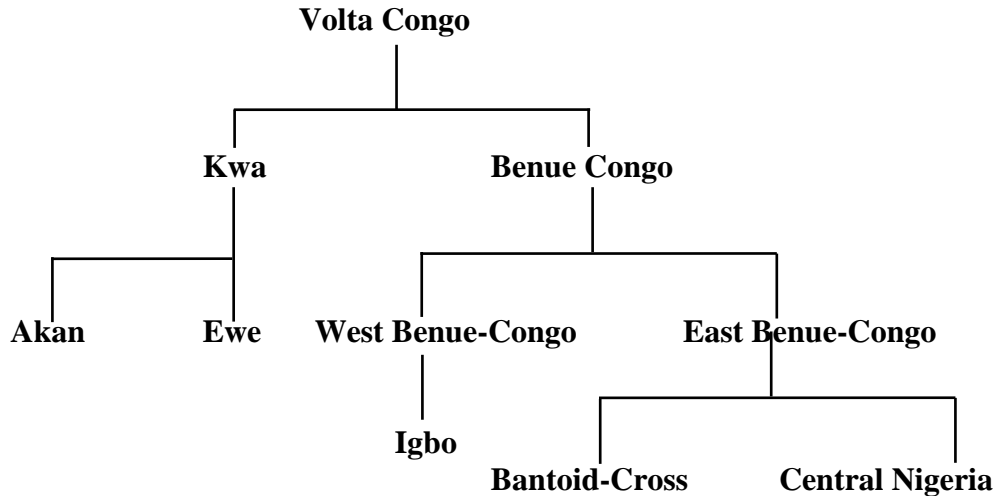 Volta Congo
Kwa Benue Congo
Akan Ewe West Benue-Congo East Benue-Congo
Igbo
Bantoid-Cross Central Nigeria